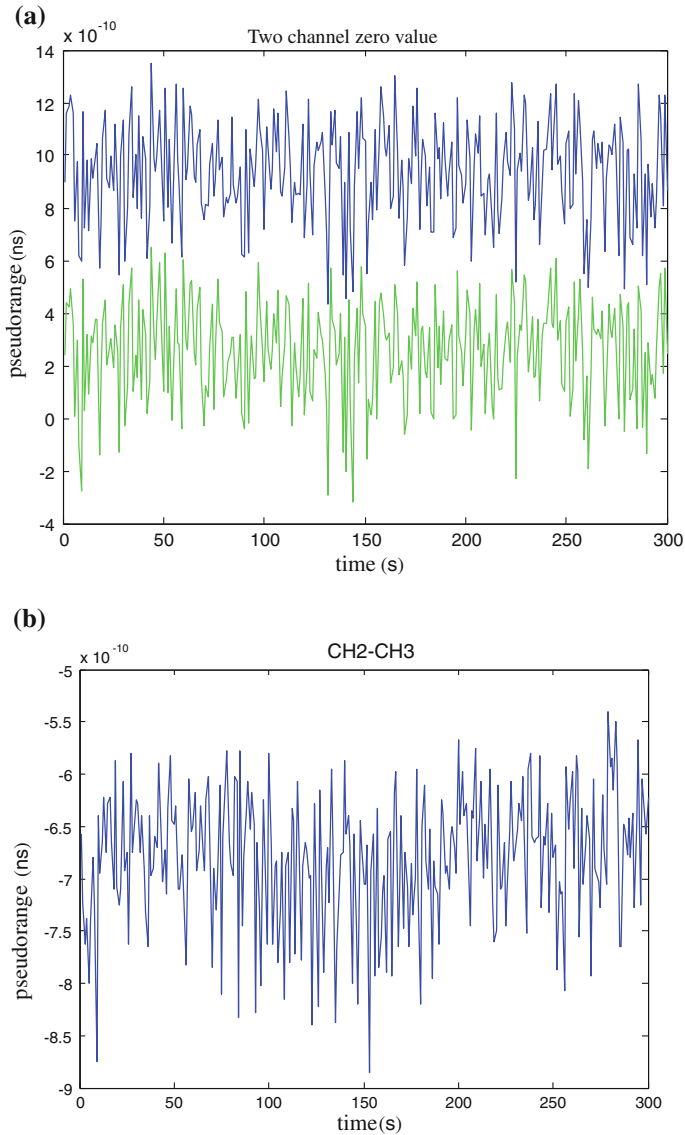 (a)
x 10⁻¹⁰
Two channel zero value
14
12
10
8
6
4
2
0
-2
-4
pseudorange (ns)
0 50 100 150 200 250 300
time (s)
(b)
x 10⁻¹⁰
CH2-CH3
-5
-5.5
-6
-6.5
-7
-7.5
-8
-8.5
-9
pseudorange (ns)
0 50 100 150 200 250 300
time(s)